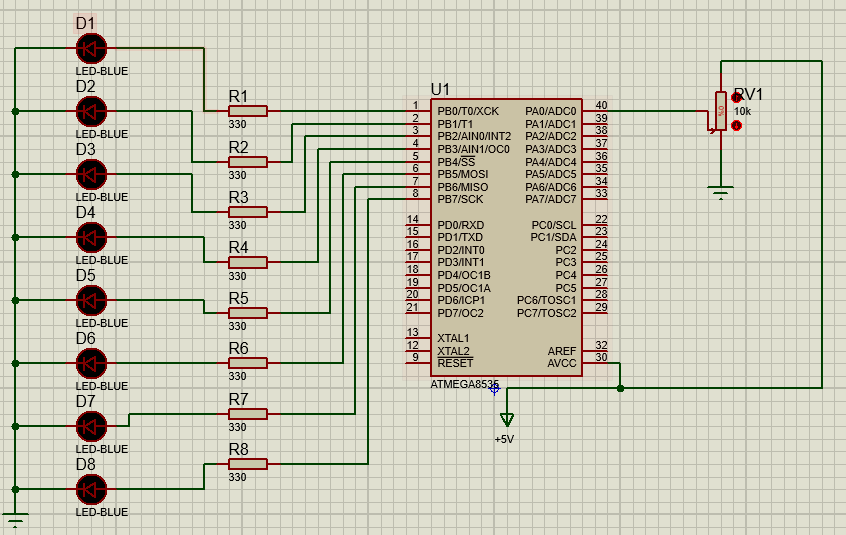 D1
LED-BLUE
D2
LED-BLUE
D3
LED-BLUE
D4
LED-BLUE
D5
LED-BLUE
D6
LED-BLUE
D7
LED-BLUE
D8
LED-BLUE
R1
330
R2
330
R3
330
R4
330
R5
330
R6
330
R7
330
R8
330
U1
1 PB0/T0/XCK PA0/ADC0 40
2 PB1/T1 PA1/ADC1 39
3 PB2/AIN0/INT2 PA2/ADC2 38
4 PB3/AIN1/OC0 PA3/ADC3 37
5 PB4/SS PA4/ADC4 36
6 PB5/MOSI PA5/ADC5 35
7 PB6/MISO PA6/ADC6 34
8 PB7/SCK PA7/ADC7 33
14 PD0/RXD PC0/SCL 22
15 PD1/TXD PC1/SDA 23
16 PD2/INT0 PC2 24
17 PD3/INT1 PC3 25
18 PD4/OC1B PC4 26
19 PD5/OC1A PC5 27
20 PD6/ICP1 PC6/TOSC1 28
21 PD7/OC2 PC7/TOSC2 29
13 XTAL1
12 XTAL2 AREF 32
9 RESET AVCC 30
ATMEGA8535
+5V
RV1
10k